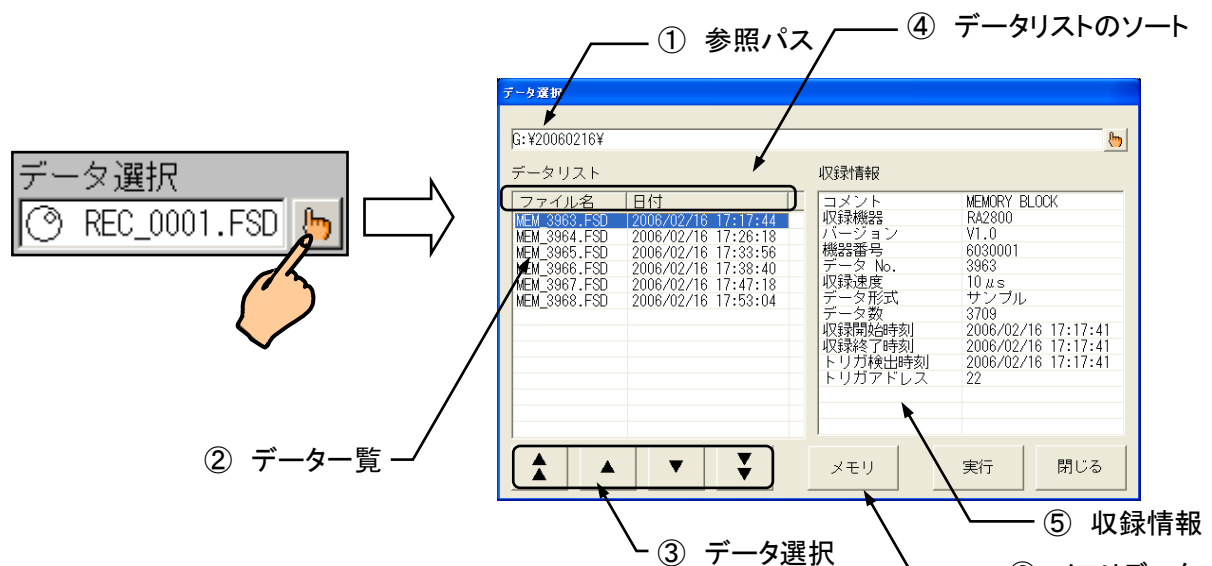 ① 参照パス
④ データリストのソート
データ選択
REC_0001.FSD
データ選択
G:¥20060216¥
データリスト
ファイル名 日付
MEM_3963.FSD 2006/02/16 17:17:44
MEM_3964.FSD 2006/02/16 17:26:18
MEM_3965.FSD 2006/02/16 17:33:56
MEM_3966.FSD 2006/02/16 17:38:40
MEM_3967.FSD 2006/02/16 17:47:18
MEM_3968.FSD 2006/02/16 17:53:04
収録情報
コメント MEMORY BLOCK
収録機器 RA2800
バージョン V1.0
機器番号 6030001
データ No. 3963
収録速度 10μs
データ形式 サンプル
データ数 3709
収録開始時刻 2006/02/16 17:17:41
収録終了時刻 2006/02/16 17:17:41
トリガ検出時刻 2006/02/16 17:17:41
トリガアドレス 22
メモリ 実行 閉じる
② データ一覧
③ データ選択
⑤ 収録情報